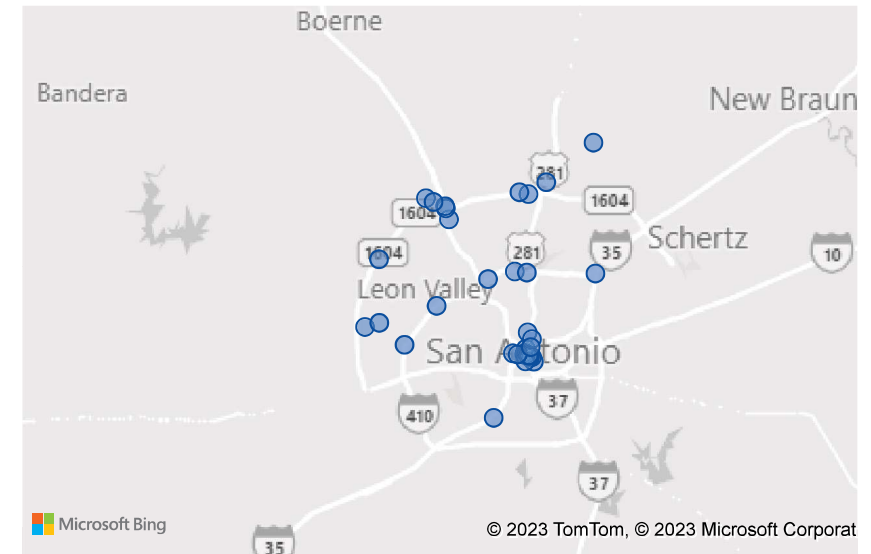 Boerne
Bandera
New Braun
281
1604
1604
Schertz
281
35
10
1604
Leon Valley
San Antonio
410
37
37
35
Microsoft Bing
© 2023 TomTom, © 2023 Microsoft Corporat